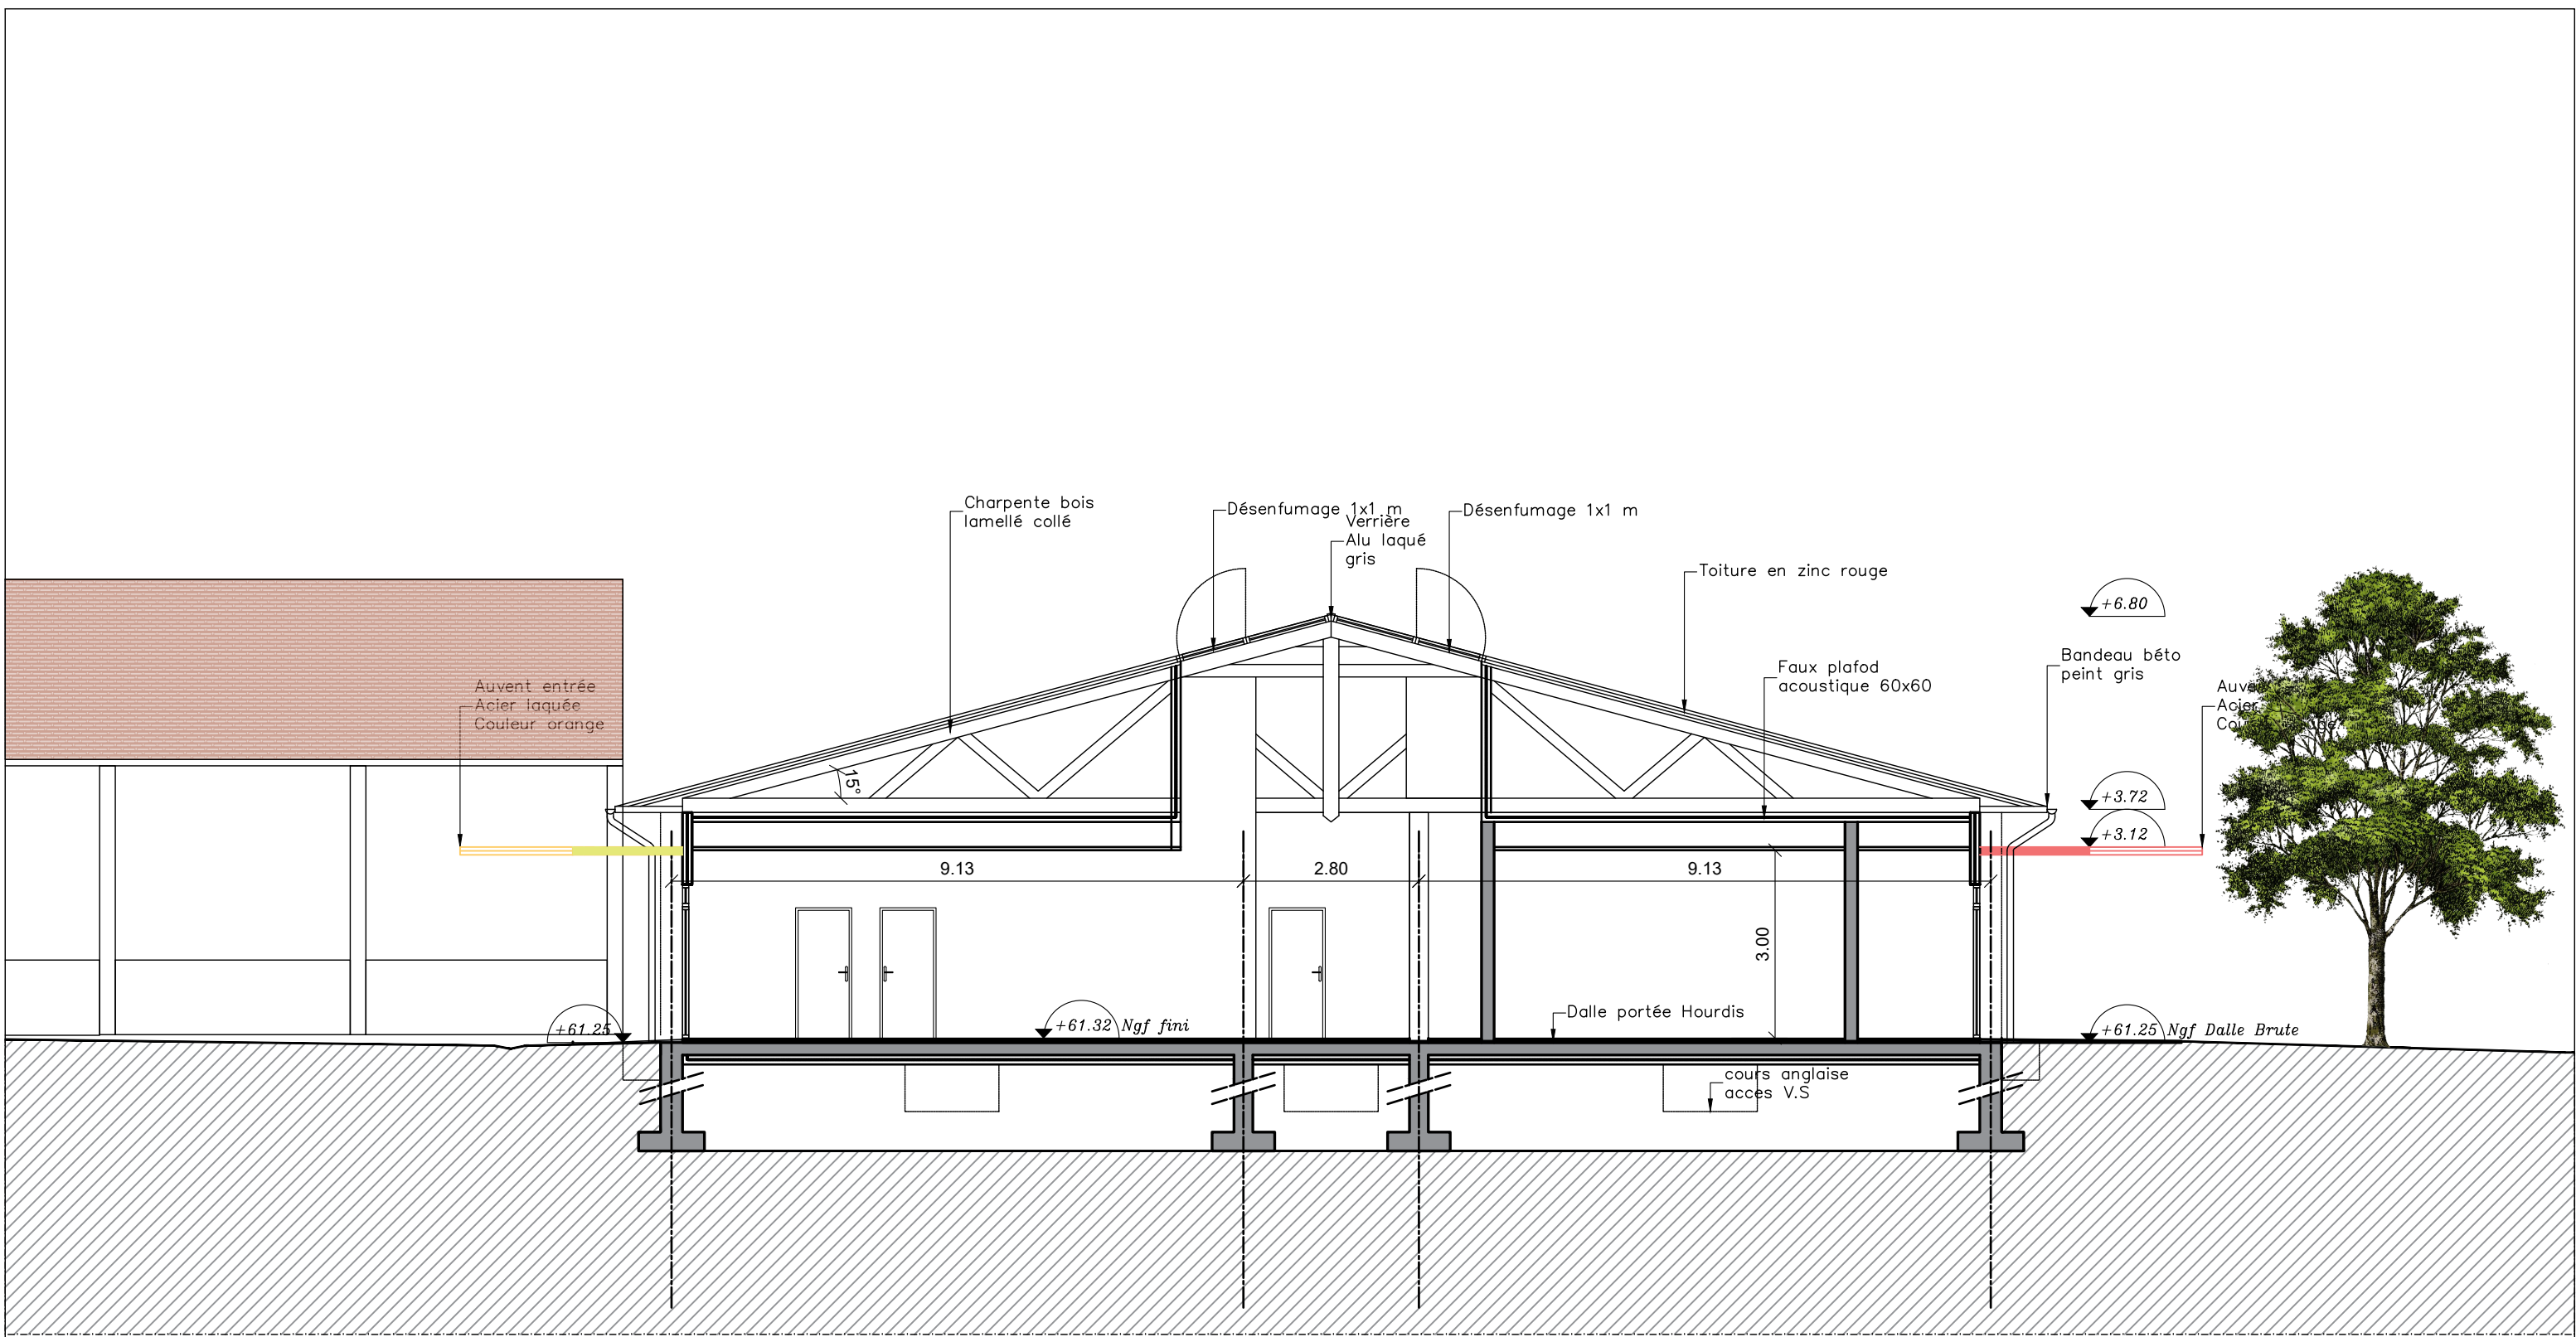 Charpente bois
lamellé collé
Désenfumage 1x1 m
Verrière
Alu laqué
gris
Désenfumage 1x1 m
Toiture en zinc rouge
+6.80
Bandeau béto
peint gris
Faux plafod
acoustique 60x60
Auvent entrée
Acier laquée
Couleur orange
Acier
15°
+3.72
+3.12
9.13
2.80
9.13
3.00
Dalle portée Hourdis
+61.25
+61.32 Ngf fini
+61.25 Ngf Dalle Brute
cours anglaise
acces V.S